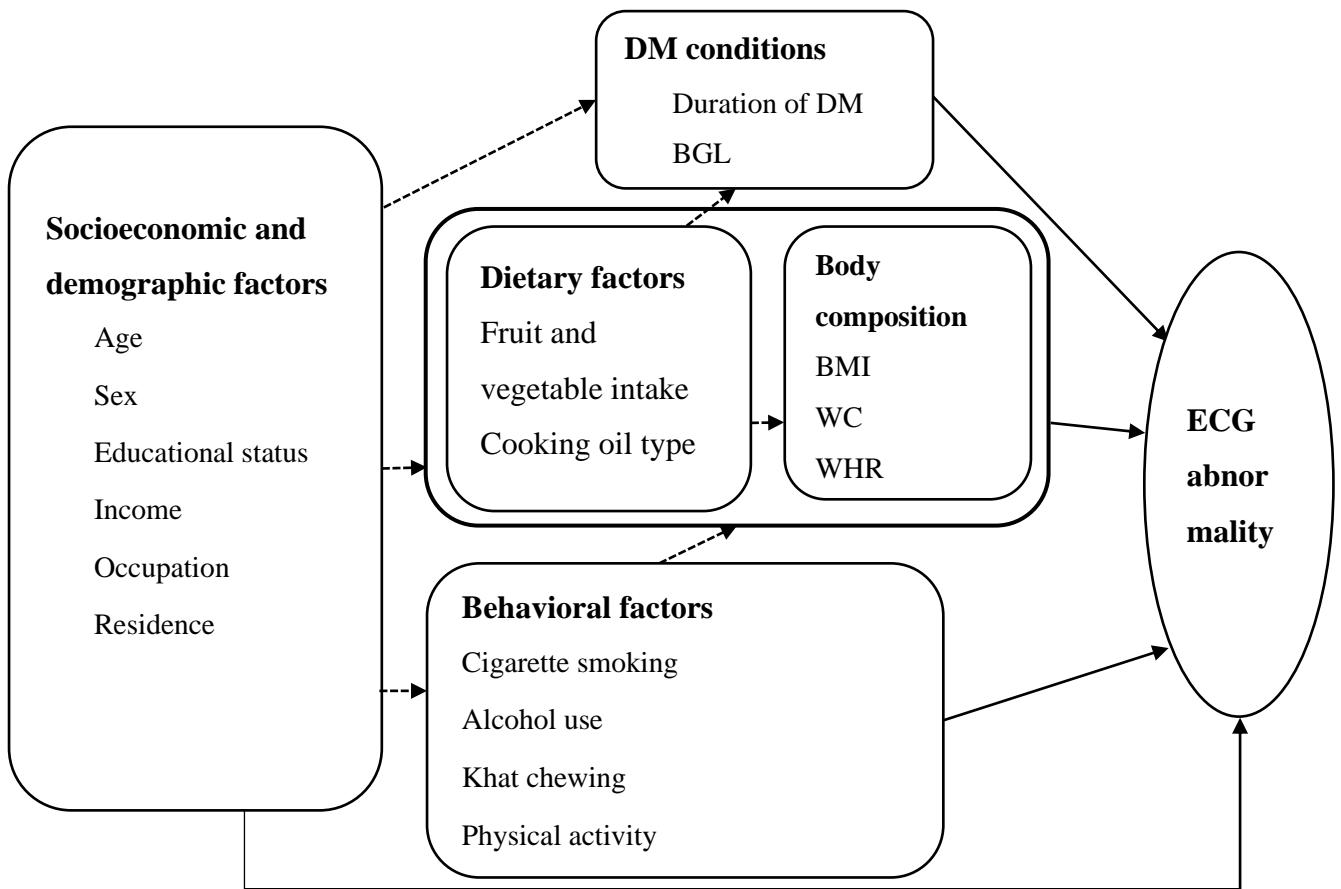 DM conditions
Duration of DM
BGL
Socioeconomic and
demographic factors
Age
Sex
Educational status
Income
Occupation
Residence
Dietary factors
Fruit and
vegetable intake
Cooking oil type
Body
composition
BMI
WC
WHR
Behavioral factors
Cigarette smoking
Alcohol use
Khat chewing
Physical activity
ECG
abnor
mality